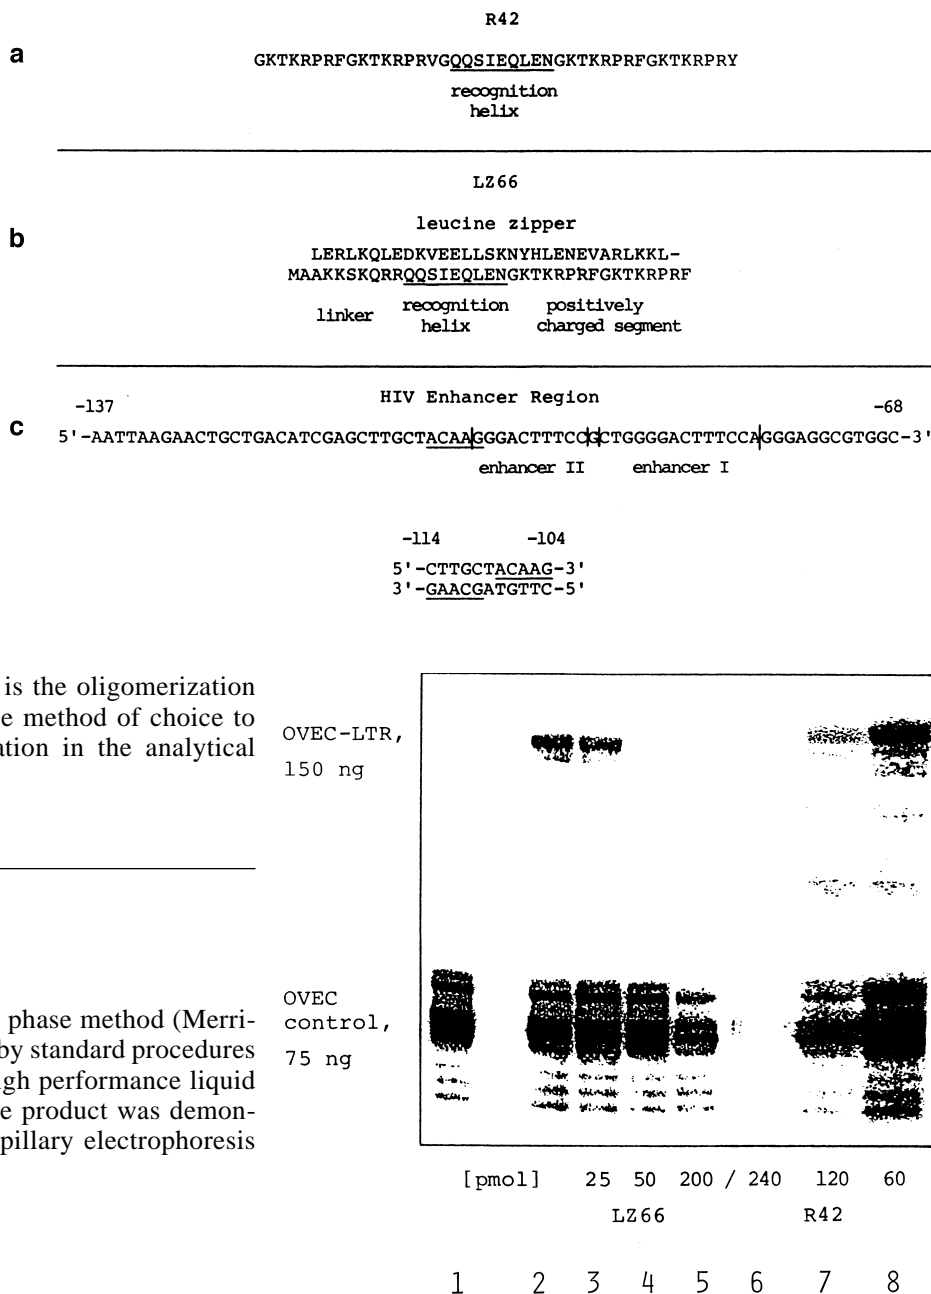 R42
a
GKTKRPRFGKTKRPRVGQQSIEQLENGKTKRPRFGKTKRPRY
recognition
helix
LZ66
leucine zipper
b
LERLKQLEDKVEELLSKNYHLENEVARLKKL-
MAAKKSKQRRQQSIEQLENGKTKRPRFGKTKRPRF
linker recognition positively
helix charged segment
HIV Enhancer Region
-137 -68
c
5'-AATTAAGAACTGCTGACATCGAGCTTGCTACAAGGGACTTTCCGCTGGGGACTTTCCAGGGAGGCGTGGC-3'
enhancer II enhancer I
-114 -104
5'-CTTGCTACAAG-3'
3'-GAACGATGTTC-5'
is the oligomerization
e method of choice to
ation in the analytical
OVEC-LTR,
150 ng
phase method (Merri-
by standard procedures
gh performance liquid
e product was demon-
pillary electrophoresis
OVEC
control,
75 ng
[pmol] 25 50 200 / 240 120 60
LZ66 R42
1 2 3 4 5 6 7 8